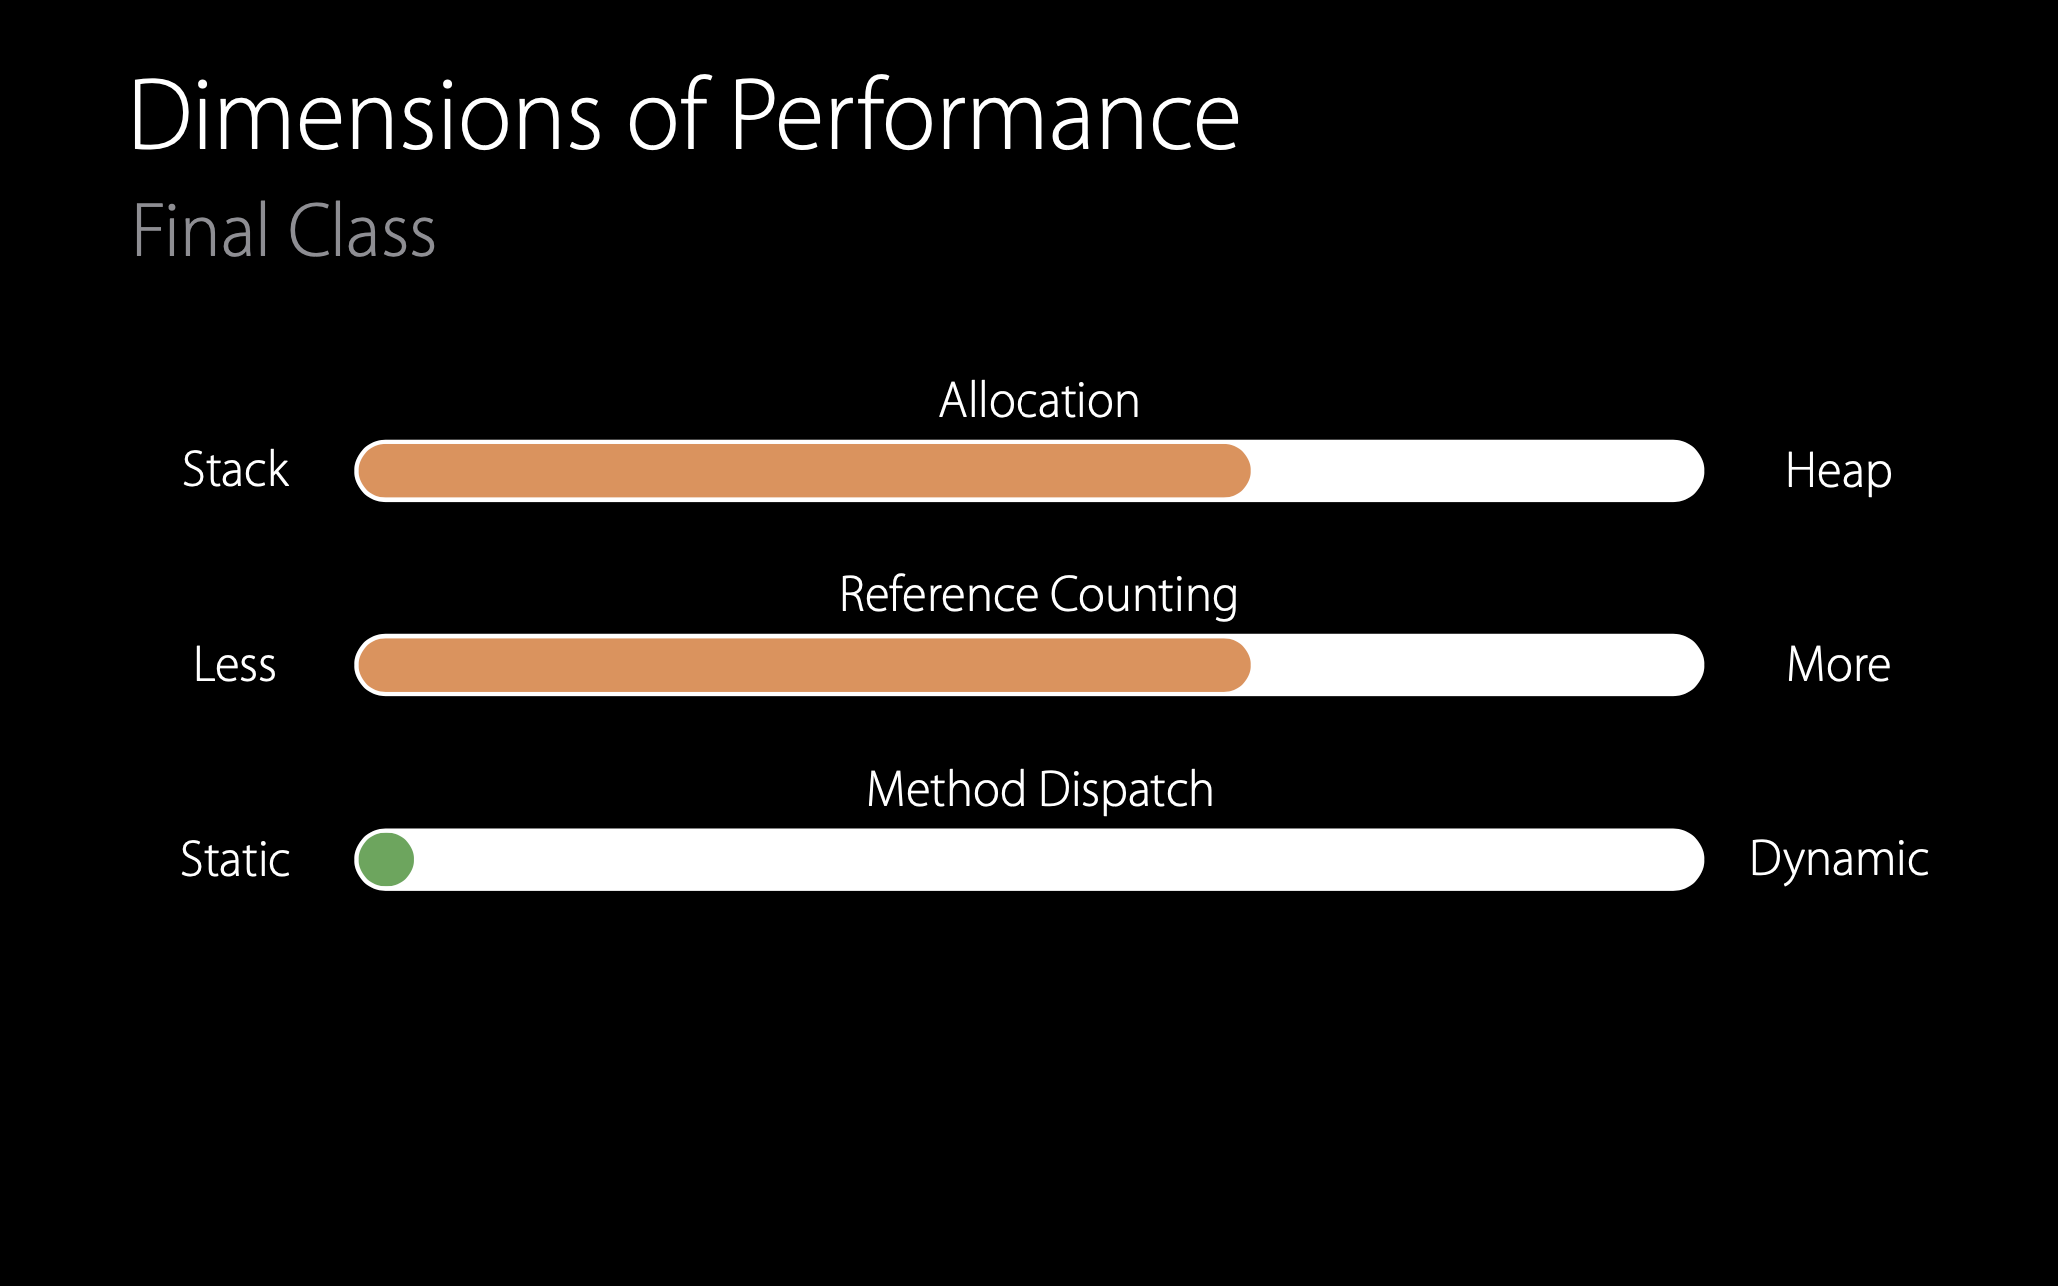 Dimensions of Performance
Final Class
Allocation
Stack
Heap
Reference Counting
Less
More
Method Dispatch
Static
Dynamic